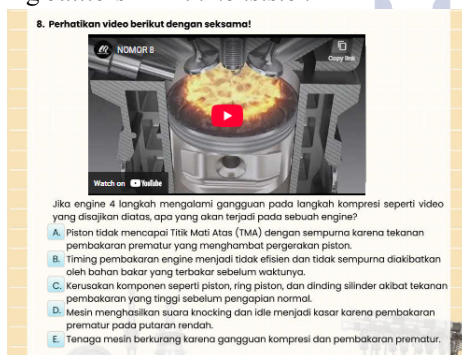 8. Perhatikan video berikut dengan seksama!
NOMOR 8
Copy link
Watch on YouTube
Jika engine 4 langkah mengalami gangguan pada langkah kompresi seperti video
yang disajikan diatas, apa yang akan terjadi pada sebuah engine?
A. Piston tidak mencapai Titik Mati Atas (TMA) dengan sempurna karena tekanan
pembakaran prematur yang menghambat pergerakan piston.
B. Timing pembakaran engine menjadi tidak efisien dan tidak sempurna diakibatkan
oleh bahan bakar yang terbakar sebelum waktunya.
C. Kerusakan komponen seperti piston, ring piston, dan dinding silinder akibat tekanan
pembakaran yang tinggi sebelum pengapian normal.
D. Mesin menghasilkan suara knocking dan idle menjadi kasar karena pembakaran
prematur pada putaran rendah.
E. Tenaga mesin berkurang karena gangguan kompresi dan pembakaran prematur.